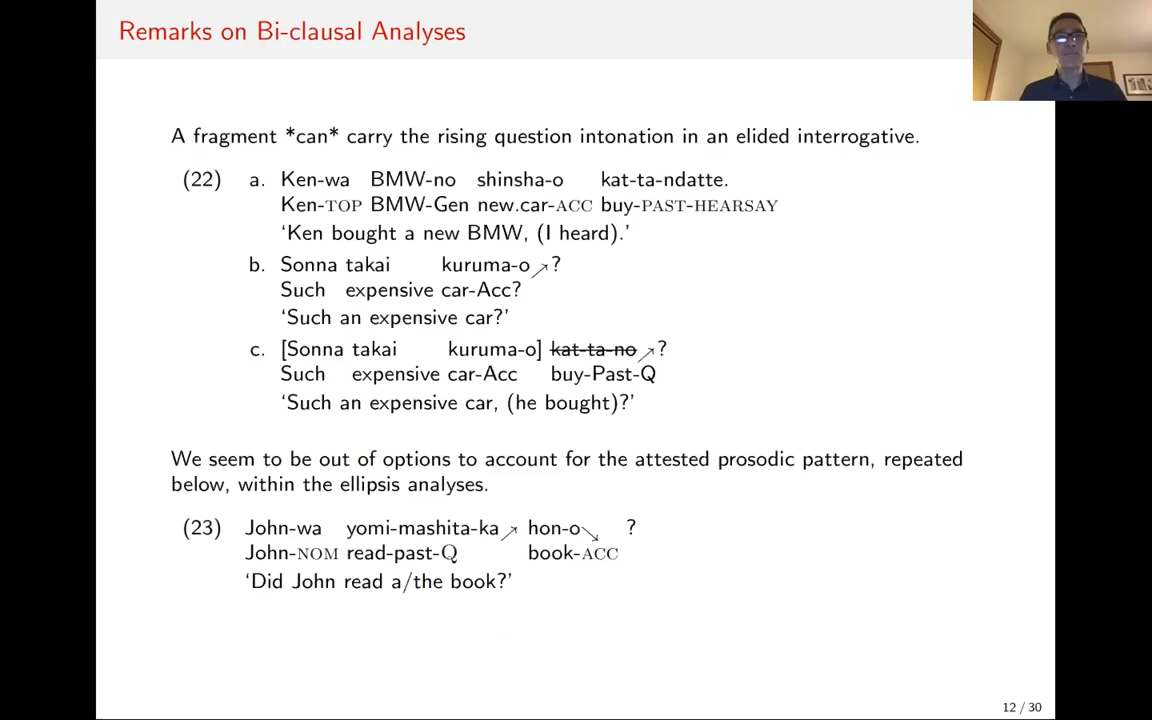 Remarks on Bi-clausal Analyses
A fragment *can* carry the rising question intonation in an elided interrogative.
(22) a. Ken-wa BMW-no shinsha-o kat-ta-ndatte.
Ken-TOP BMW-Gen new.car-ACC buy-PAST-HEARSAY
‘Ken bought a new BMW, (I heard).’
b. Sonna takai kuruma-o↗?
Such expensive car-Acc?
‘Such an expensive car?’
c. [Sonna takai kuruma-o] kat-ta-no↗?
Such expensive car-Acc buy-Past-Q
‘Such an expensive car, (he bought)?’
We seem to be out of options to account for the attested prosodic pattern, repeated
below, within the ellipsis analyses.
(23) John-wa yomi-mashita-ka↗ hon-o↘ ?
John-NOM read-past-Q book-ACC
‘Did John read a/the book?’
12 / 30